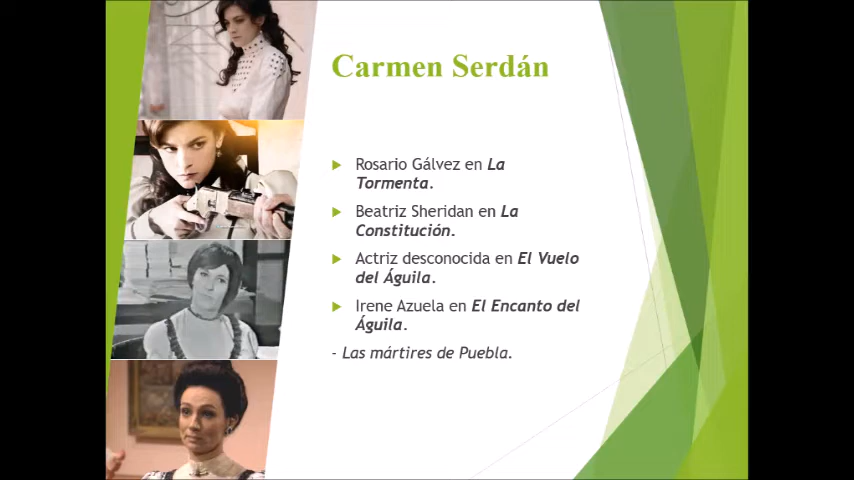 Carmen Serdán
Rosario Gálvez en La
Tormenta.
Beatriz Sheridan en La
Constitución.
Actriz desconocida en El Vuelo
del Águila.
Irene Azuela en El Encanto del
Águila.
- Las mártires de Puebla.